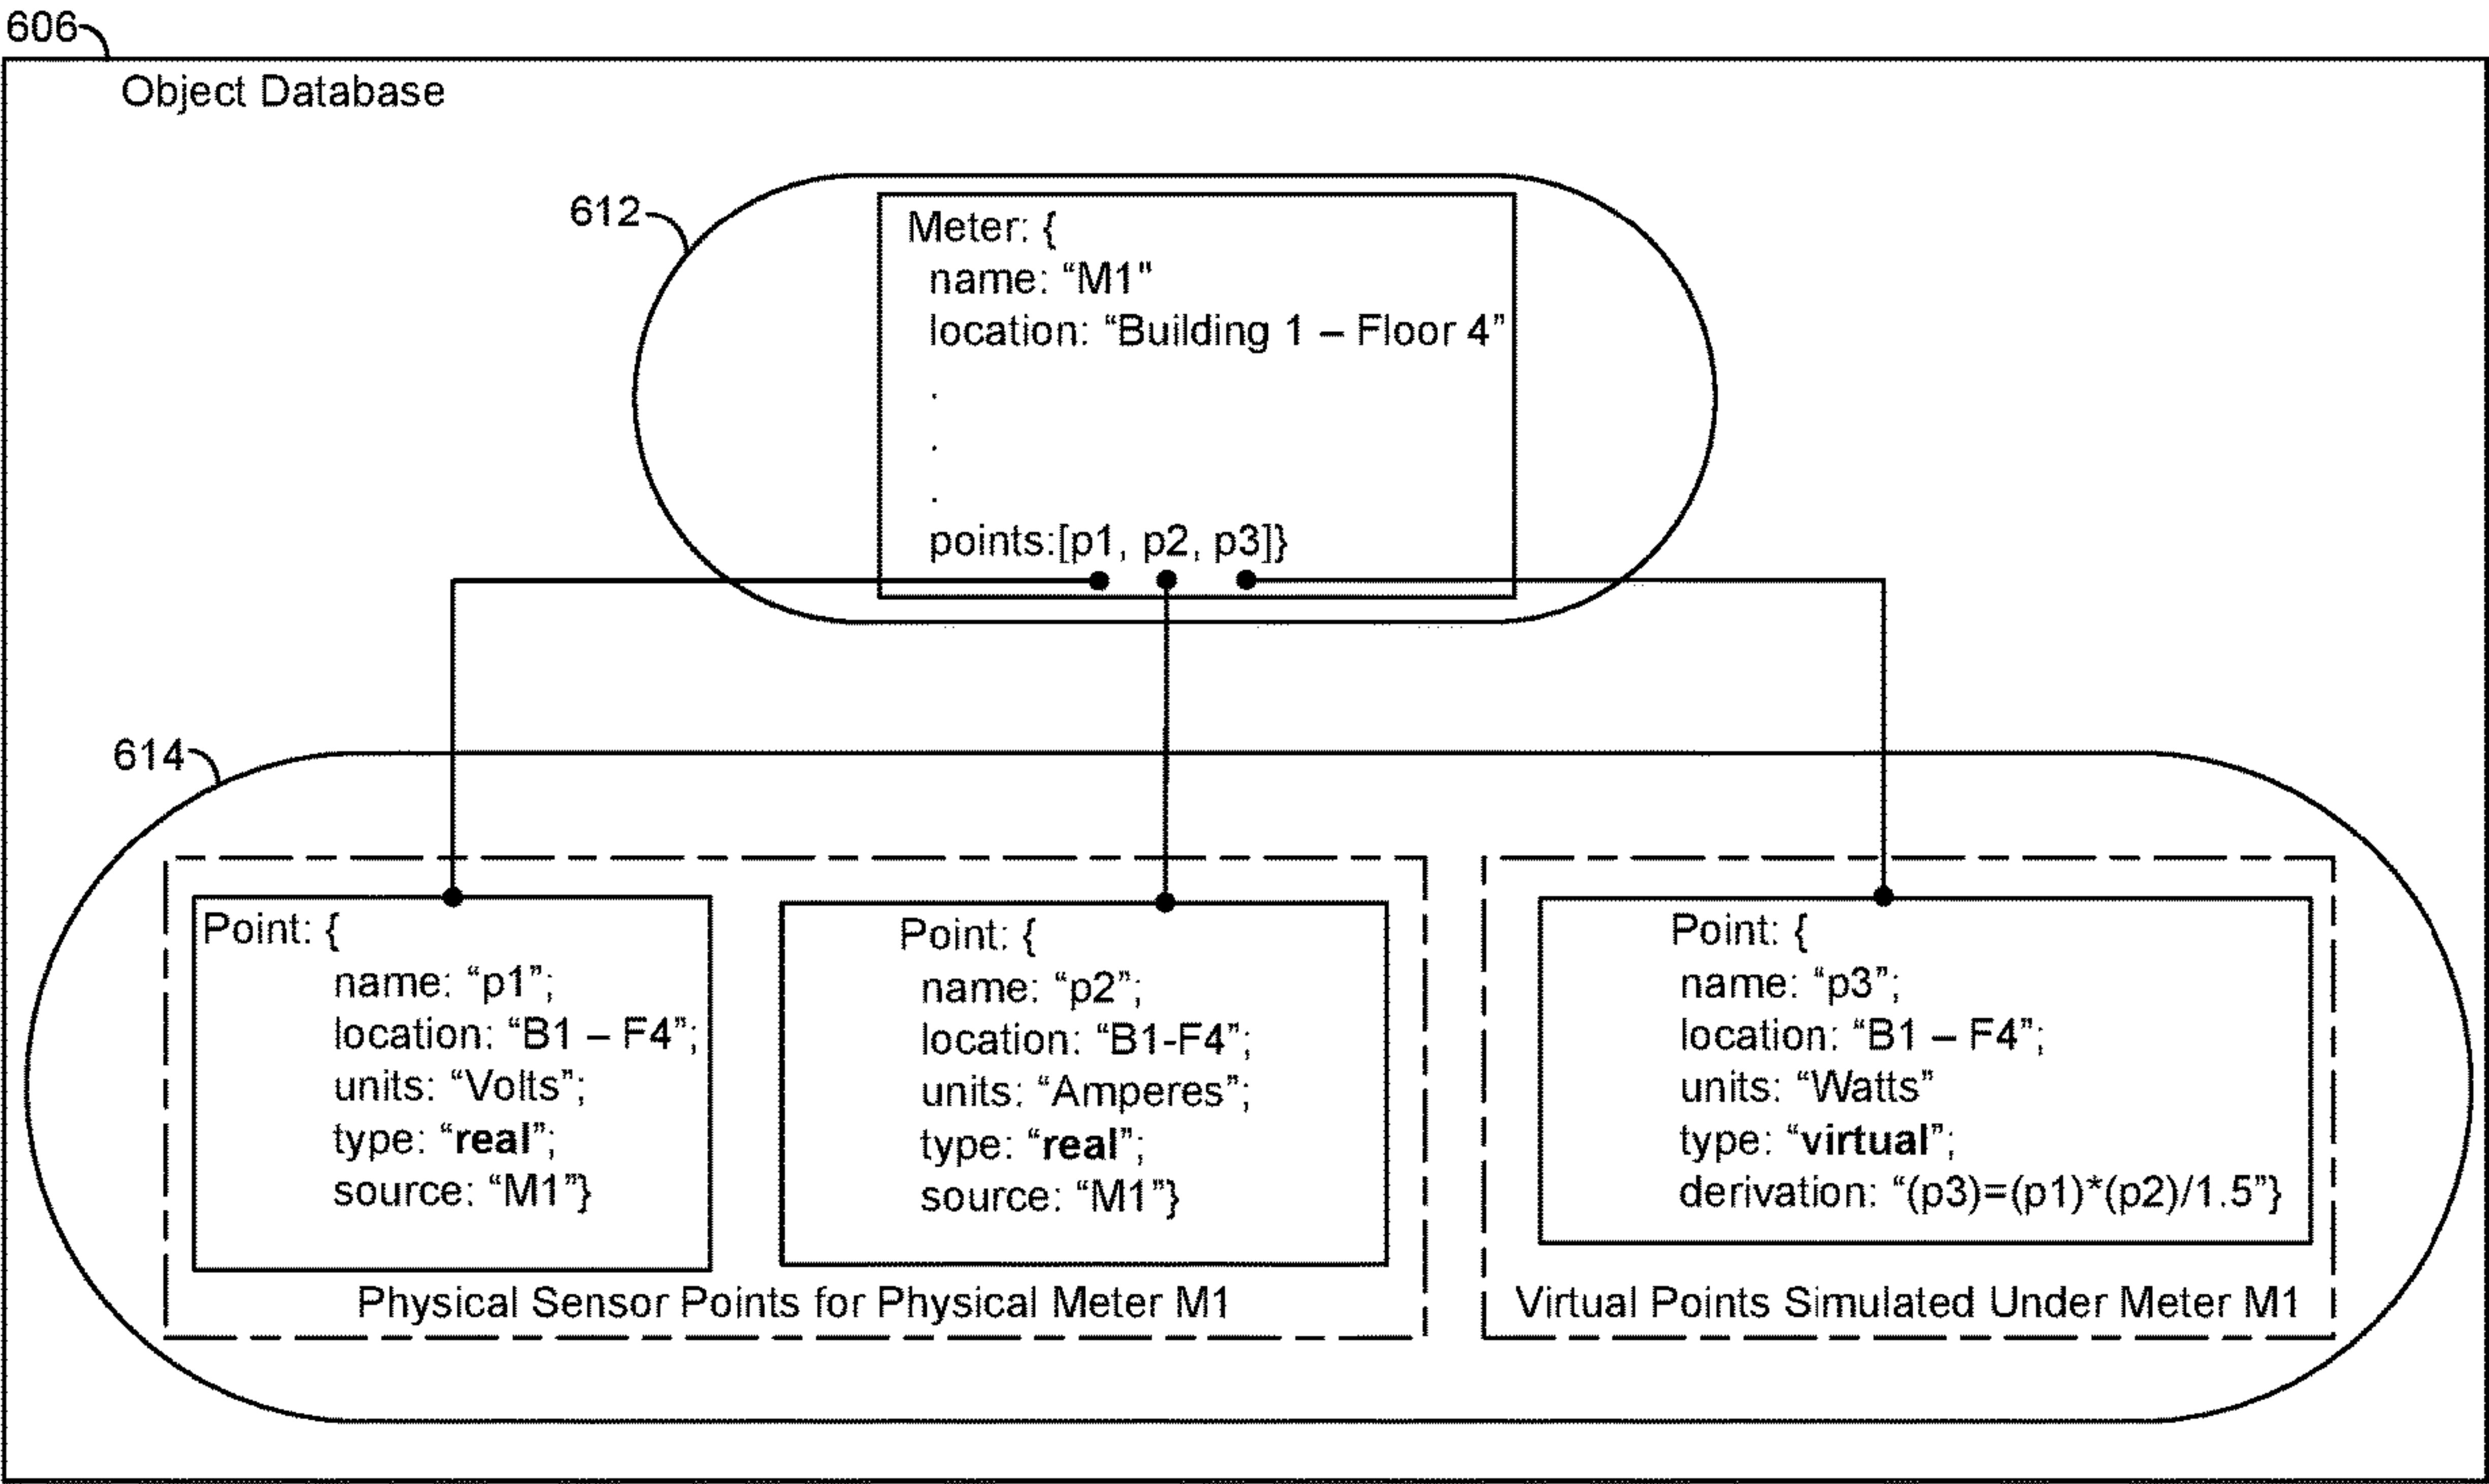 606
Object Database
612
Meter: {
name: “M1"
location: “Building 1 – Floor 4”
.
.
.
points:[p1, p2, p3]}
614
Point: {
name: “p1”;
location: “B1 – F4”;
units: “Volts”;
type: “real”;
source: “M1”}
Point: {
name: “p2”;
location: “B1-F4”;
units: “Amperes”;
type: “real”;
source: “M1”}
Physical Sensor Points for Physical Meter M1
Point: {
name: “p3”;
location: “B1 – F4”;
units: “Watts”
type: “virtual”;
derivation: “(p3)=(p1)*(p2)/1.5”}
Virtual Points Simulated Under Meter M1